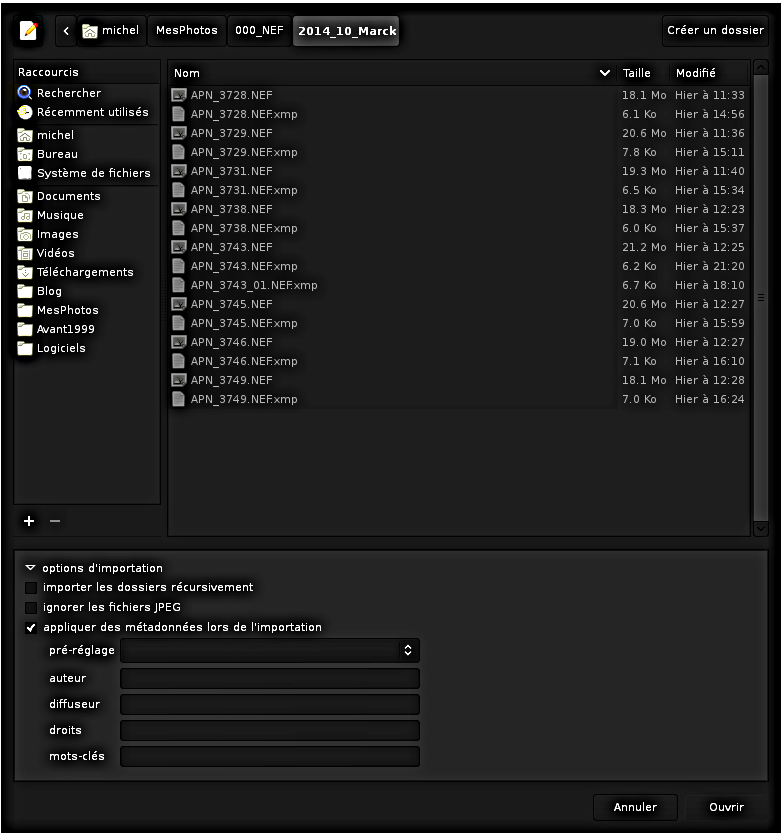 michel MesPhotos 000_NEF 2014_10_Marck Créer un dossier
Raccourcis
Rechercher
Récemment utilisés
michel
Bureau
Système de fichiers
Documents
Musique
Images
Vidéos
Téléchargements
Blog
MesPhotos
Avant1999
Logiciels
Nom Taille Modifié
APN_3728.NEF 18.1 Mo Hier à 11:33
APN_3728.NEF.xmp 6.1 Ko Hier à 14:56
APN_3729.NEF 20.6 Mo Hier à 11:36
APN_3729.NEF.xmp 7.8 Ko Hier à 15:11
APN_3731.NEF 19.3 Mo Hier à 11:40
APN_3731.NEF.xmp 6.5 Ko Hier à 15:34
APN_3738.NEF 18.3 Mo Hier à 12:23
APN_3738.NEF.xmp 6.0 Ko Hier à 15:37
APN_3743.NEF 21.2 Mo Hier à 12:25
APN_3743.NEF.xmp 6.2 Ko Hier à 21:20
APN_3743_01.NEF.xmp 6.7 Ko Hier à 18:10
APN_3745.NEF 20.6 Mo Hier à 12:27
APN_3745.NEF.xmp 7.0 Ko Hier à 15:59
APN_3746.NEF 19.0 Mo Hier à 12:27
APN_3746.NEF.xmp 7.1 Ko Hier à 16:10
APN_3749.NEF 18.1 Mo Hier à 12:28
APN_3749.NEF.xmp 7.0 Ko Hier à 16:24
options d'importation
importer les dossiers récursivement
ignorer les fichiers JPEG
appliquer des métadonnées lors de l'importation
pré-réglage
auteur
diffuseur
droits
mots-clés
Annuler Ouvrir